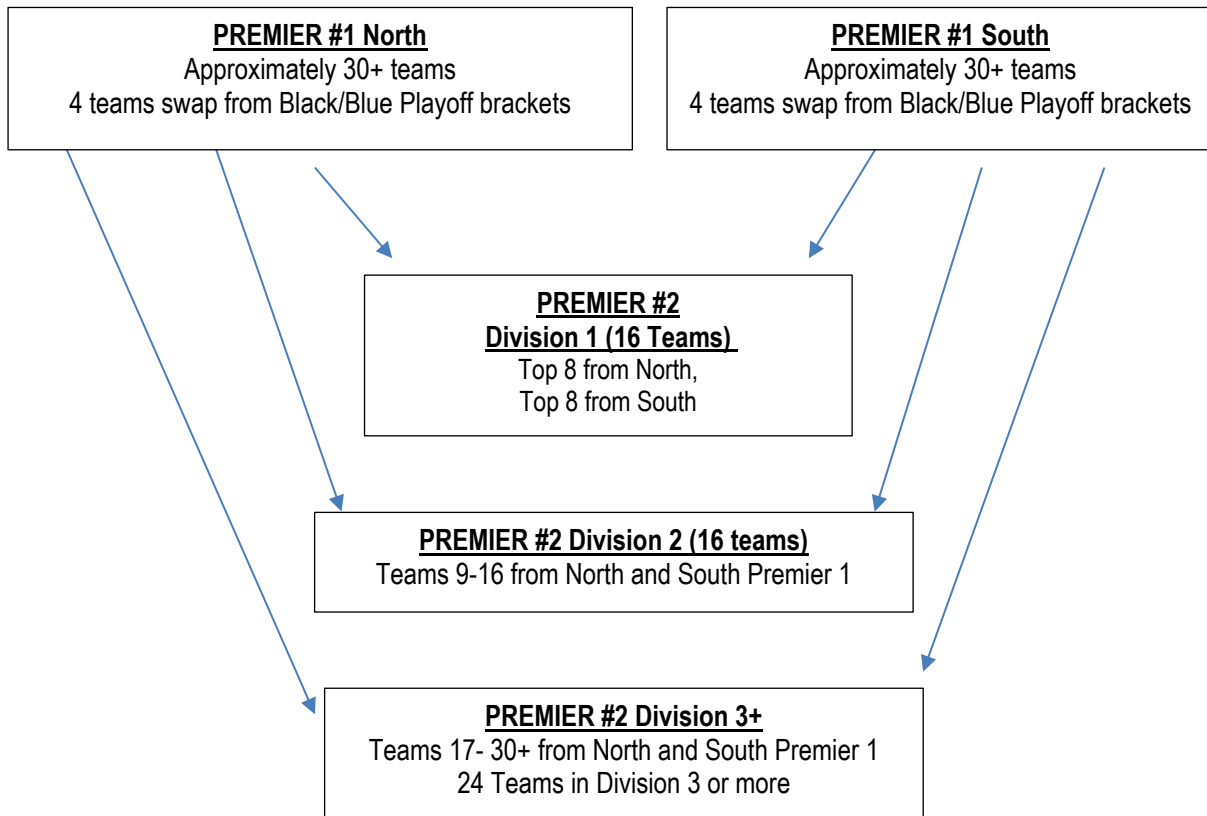 PREMIER #1 North
Approximately 30+ teams
4 teams swap from Black/Blue Playoff brackets
PREMIER #1 South
Approximately 30+ teams
4 teams swap from Black/Blue Playoff brackets
PREMIER #2
Division 1 (16 Teams)
Top 8 from North,
Top 8 from South
PREMIER #2 Division 2 (16 teams)
Teams 9-16 from North and South Premier 1
PREMIER #2 Division 3+
Teams 17- 30+ from North and South Premier 1
24 Teams in Division 3 or more